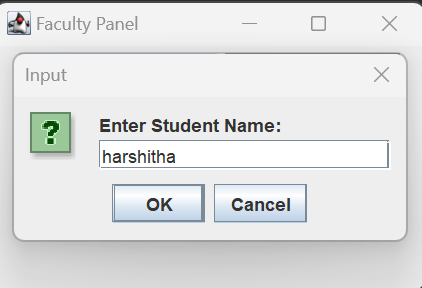 Faculty Panel
Input
?
Enter Student Name:
harshitha
OK Cancel